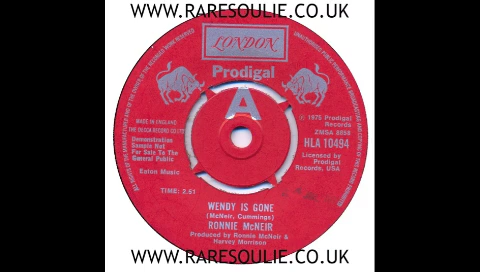 WWW.RARESOULIE.CO.UK
LONDON
Prodigal
A
MADE IN ENGLAND
THE DECCA RECORD CO LTD
Demonstration
Sample Not
For Sale To The
General Public
Eaton Music
TIME: 2.51
℗ 1975 Prodigal
Records
ZMSA 8884
HLA 10494
Licensed by
Prodigal
Records, USA
WENDY IS GONE
(McNeir, Cummings)
RONNIE McNEIR
Produced by Ronnie McNeir &
Harvey Morrison
WWW.RARESOULIE.CO.UK